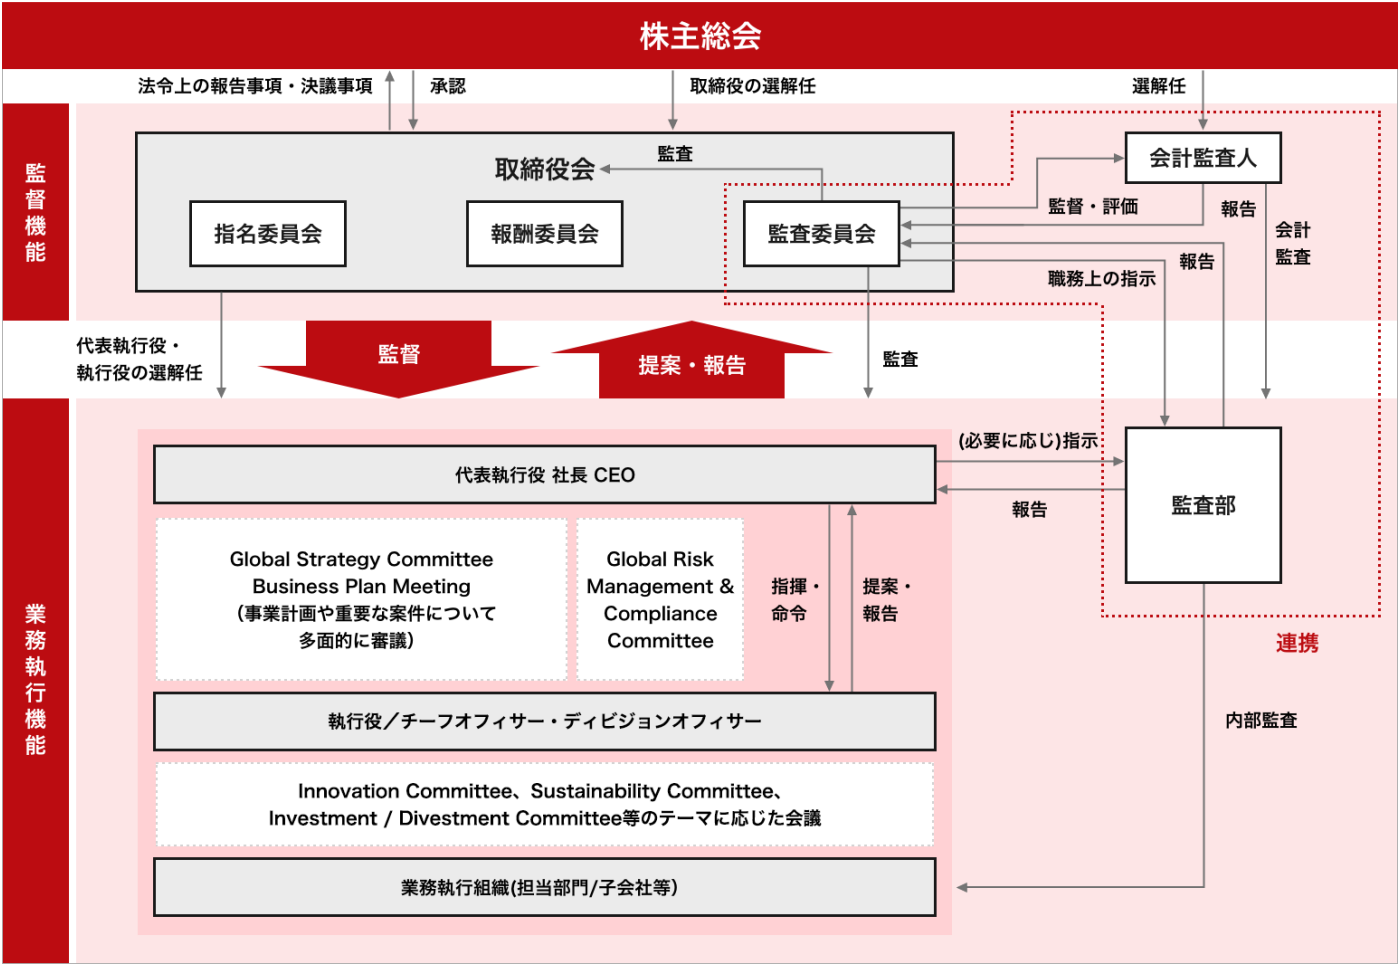 株主総会
法令上の報告事項・決議事項
承認
取締役の選解任
選解任
監督機能
取締役会
監査
会計監査人
指名委員会
報酬委員会
監査委員会
監督・評価
報告
会計
監査
報告
職務上の指示
代表執行役・
執行役の選解任
監督
提案・報告
監査
業務執行機能
代表執行役 社長 CEO
(必要に応じ)指示
報告
監査部
Global Strategy Committee
Business Plan Meeting
（事業計画や重要な案件について
多面的に審議）
Global Risk
Management &
Compliance
Committee
指揮・
命令
提案・
報告
連携
執行役／チーフオフィサー・ディビジョンオフィサー
内部監査
Innovation Committee、Sustainability Committee、
Investment / Divestment Committee等のテーマに応じた会議
業務執行組織(担当部門/子会社等）